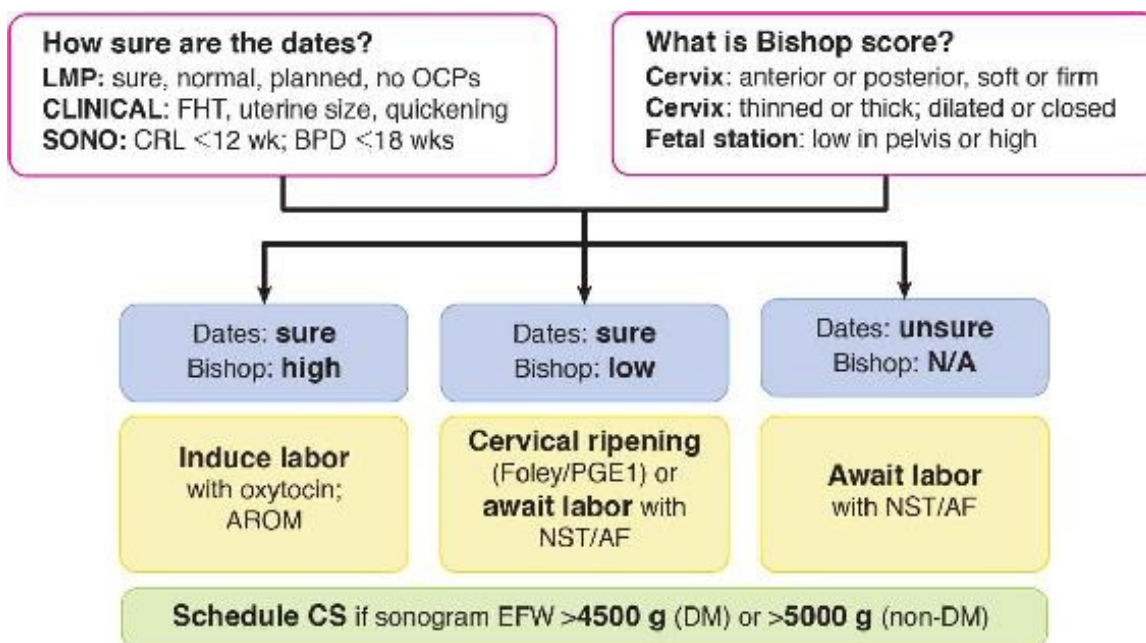 How sure are the dates?
LMP: sure, normal, planned, no OCPs
CLINICAL: FHT, uterine size, quickening
SONO: CRL <12 wk; BPD <18 wks
What is Bishop score?
Cervix: anterior or posterior, soft or firm
Cervix: thinned or thick; dilated or closed
Fetal station: low in pelvis or high
Dates: sure
Bishop: high
Dates: sure
Bishop: low
Dates: unsure
Bishop: N/A
Induce labor
with oxytocin;
AROM
Cervical ripening
(Foley/PGE1) or
await labor with
NST/AF
Await labor
with NST/AF
Schedule CS if sonogram EFW >4500 g (DM) or >5000 g (non-DM)